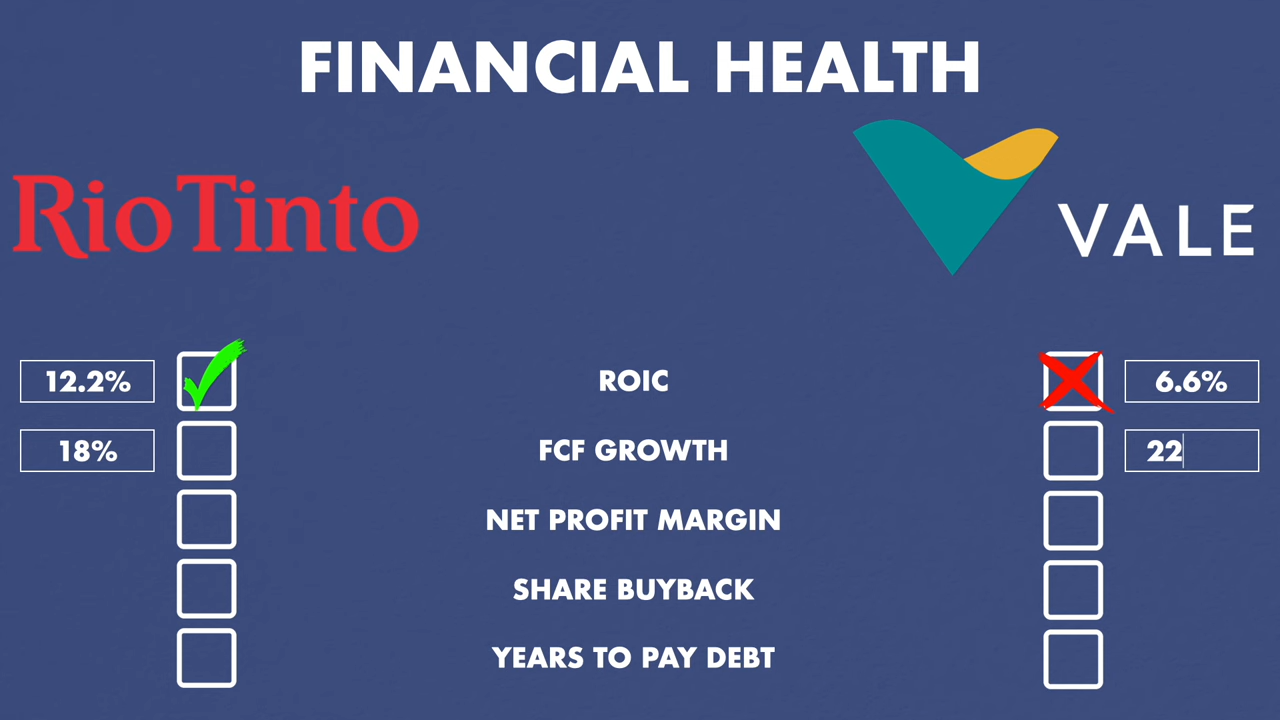 FINANCIAL HEALTH
RioTinto
VALE
12.2% ROIC 6.6%
18% FCF GROWTH 22
NET PROFIT MARGIN
SHARE BUYBACK
YEARS TO PAY DEBT